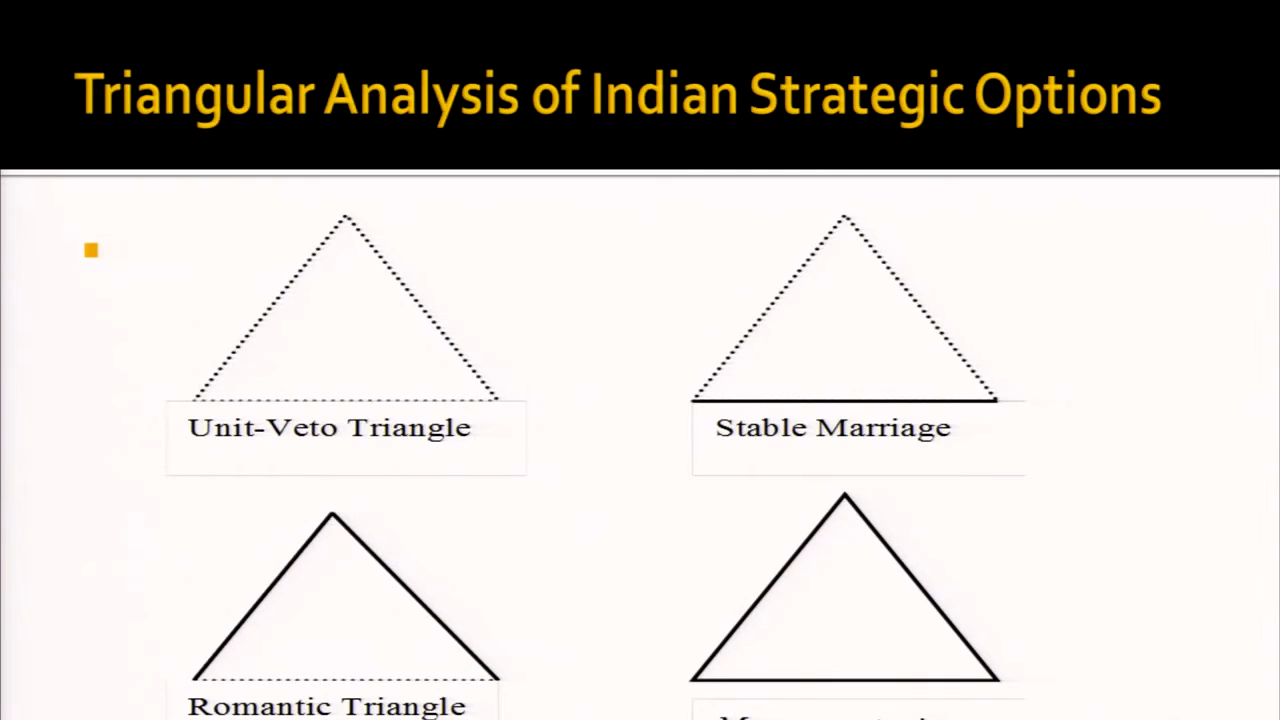 Triangular Analysis of Indian Strategic Options
Unit-Veto Triangle
Stable Marriage
Romantic Triangle